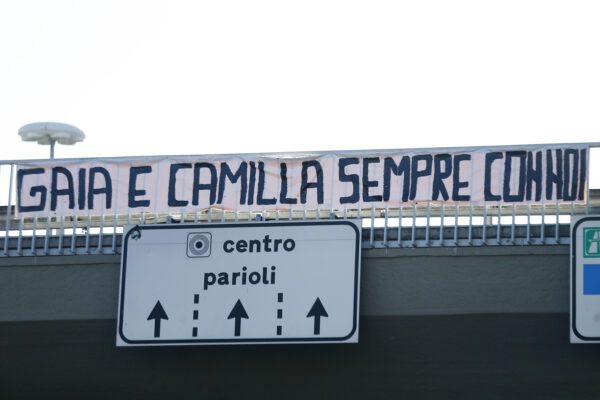 GAIA E CAMILLA SEMPRE CON NOI
centro
parioli